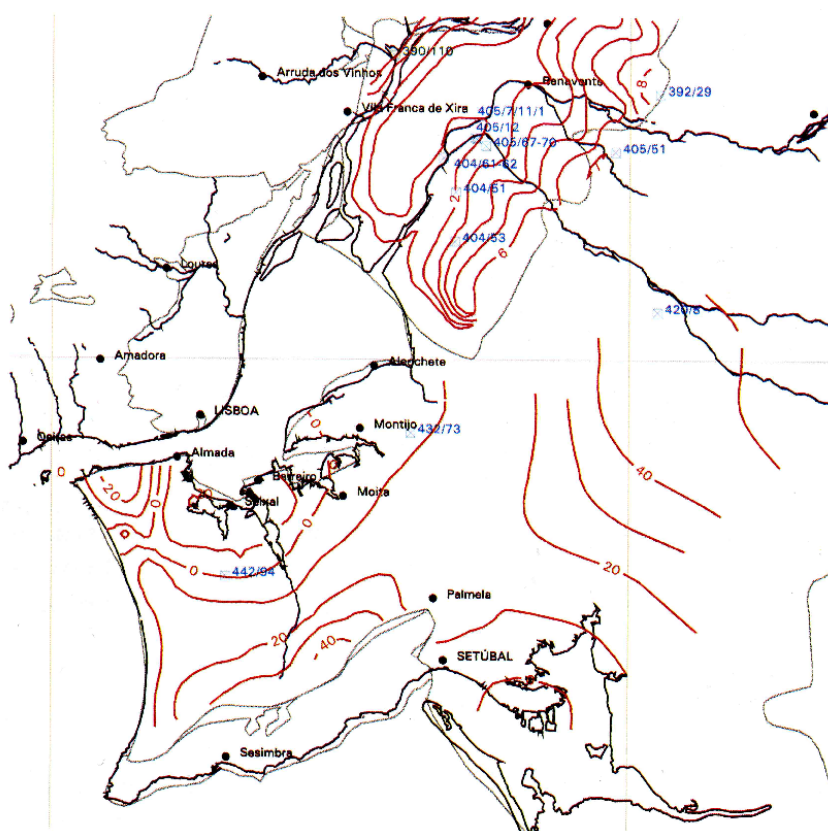 390/110
Arruda dos Vinhos
Benavente
8
392/29
Vila Franca de Xira
405/7/11/1
405/12
405/67-70
405/51
404/61-62
404/51
2
404/53
6
Loures
420/8
Amadora
Alcochete
LISBOA
40
Montijo
0
432/73
Oeiras
Almada
0
-20
0
Barreiro
Seixal
Moita
0
20
0
442/94
Palmela
20
40
SETÚBAL
Sesimbra